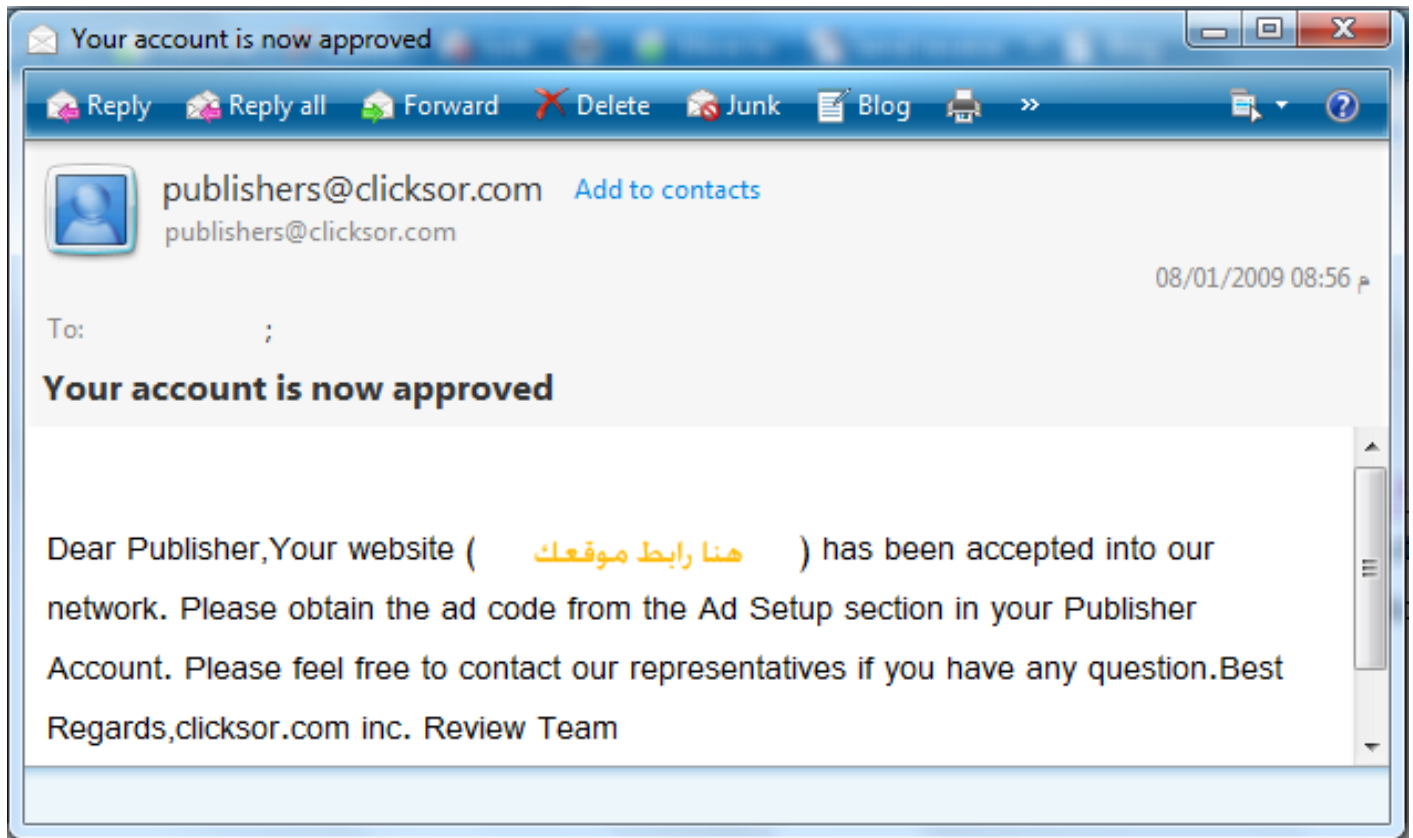 Your account is now approved
Reply Reply all Forward Delete Junk Blog »
publishers@clicksor.com Add to contacts
publishers@clicksor.com
08/01/2009 08:56 م
To: ;
Your account is now approved
Dear Publisher,Your website ( هنا رابط موقعك ) has been accepted into our
network. Please obtain the ad code from the Ad Setup section in your Publisher
Account. Please feel free to contact our representatives if you have any question.Best
Regards,clicksor.com inc. Review Team